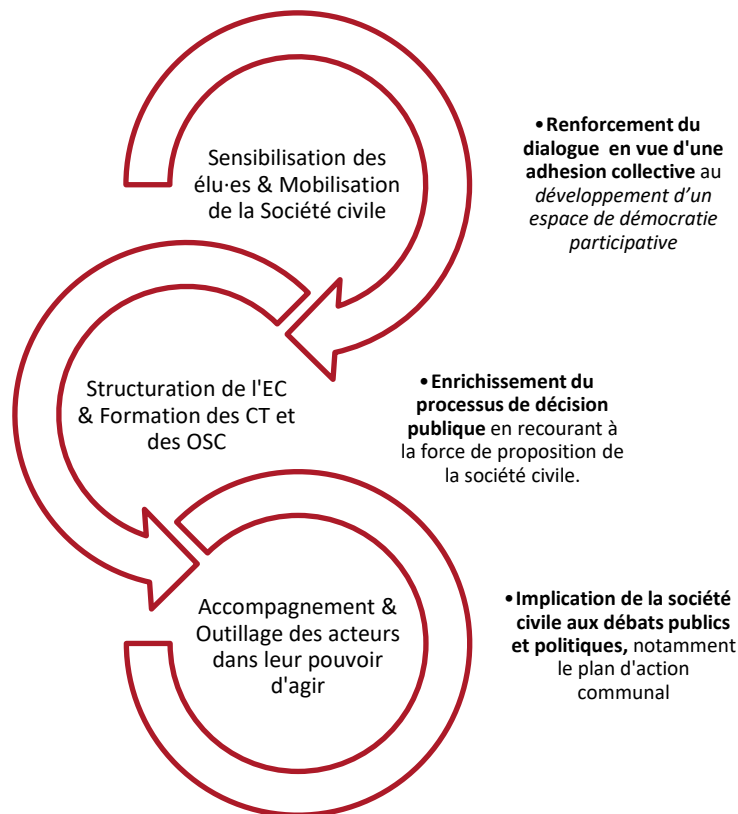 Sensibilisation des
élu·es & Mobilisation
de la Société civile
•Renforcement du
dialogue en vue d'une
adhesion collective au
développement d’un
espace de démocratie
participative
Structuration de l'EC
& Formation des CT et
des OSC
•Enrichissement du
processus de décision
publique en recourant à
la force de proposition de
la société civile.
Accompagnement &
Outillage des acteurs
dans leur pouvoir
d'agir
•Implication de la société
civile aux débats publics
et politiques, notamment
le plan d'action
communal